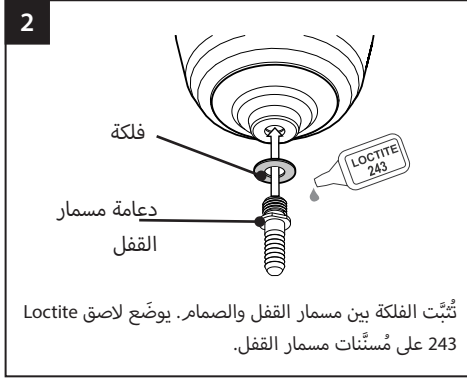 2
فلكة
LOCTITE
243
دعامة مسمار
القفل
تُثبَّت الفلكة بين مسمار القفل والصمام. يوضَع لاصق Loctite
243 على مُسنَّنات مسمار القفل.